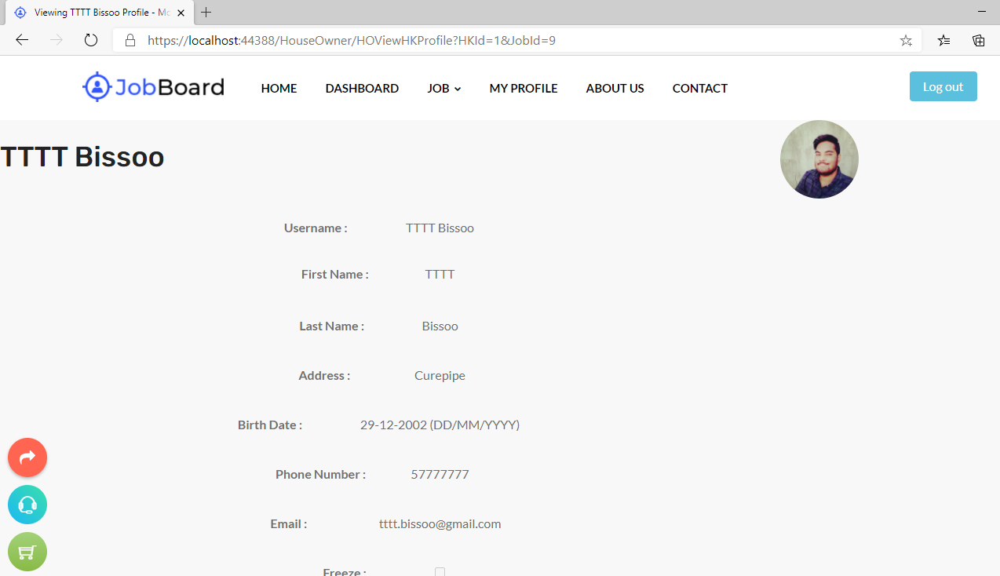 Viewing TTTT Bissoo Profile - Mo
https://localhost:44388/HouseOwner/HOViewHKProfile?HKId=1&JobId=9
JobBoard HOME DASHBOARD JOB MY PROFILE ABOUT US CONTACT Log out
TTTT Bissoo
Username : TTTT Bissoo
First Name : TTTT
Last Name : Bissoo
Address : Curepipe
Birth Date : 29-12-2002 (DD/MM/YYYY)
Phone Number : 57777777
Email : tttt.bissoo@gmail.com
Freeze :